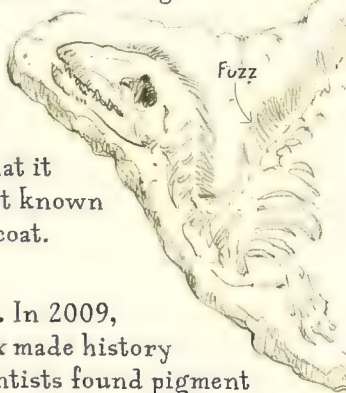 Fuzz
at it
t known
coat.
. In 2009,
x made history
ntists found pigment